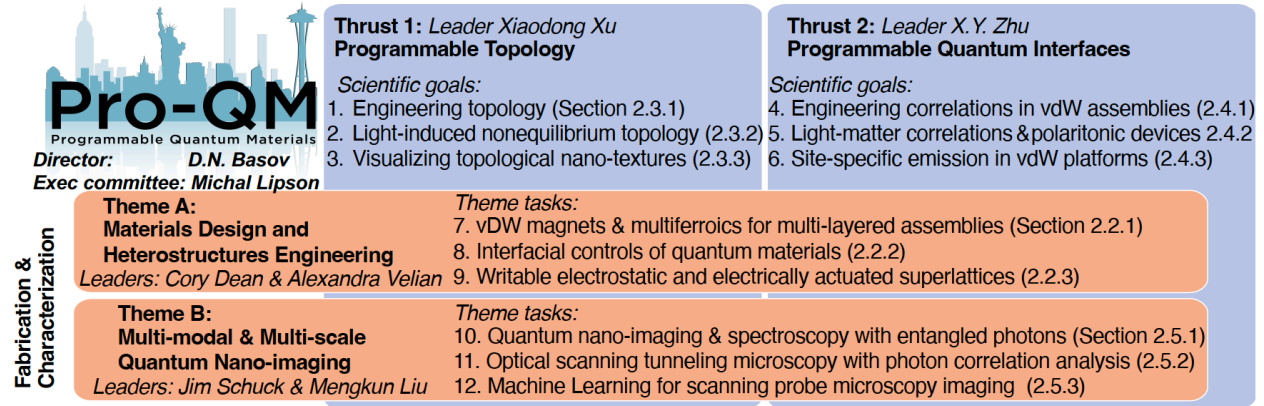 Pro-QM
Programmable Quantum Materials
Director: D.N. Basov
Exec committee: Michal Lipson
Thrust 1: Leader Xiaodong Xu
Programmable Topology
Scientific goals:
1. Engineering topology (Section 2.3.1)
2. Light-induced nonequilibrium topology (2.3.2)
3. Visualizing topological nano-textures (2.3.3)
Thrust 2: Leader X.Y. Zhu
Programmable Quantum Interfaces
Scientific goals:
4. Engineering correlations in vdW assemblies (2.4.1)
5. Light-matter correlations & polaritonic devices 2.4.2
6. Site-specific emission in vdW platforms (2.4.3)
Fabrication &
Characterization
Theme A:
Materials Design and
Heterostructures Engineering
Leaders: Cory Dean & Alexandra Velian
Theme tasks:
7. vDW magnets & multiferroics for multi-layered assemblies (Section 2.2.1)
8. Interfacial controls of quantum materials (2.2.2)
9. Writable electrostatic and electrically actuated superlattices (2.2.3)
Theme B:
Multi-modal & Multi-scale
Quantum Nano-imaging
Leaders: Jim Schuck & Mengkun Liu
Theme tasks:
10. Quantum nano-imaging & spectroscopy with entangled photons (Section 2.5.1)
11. Optical scanning tunneling microscopy with photon correlation analysis (2.5.2)
12. Machine Learning for scanning probe microscopy imaging (2.5.3)